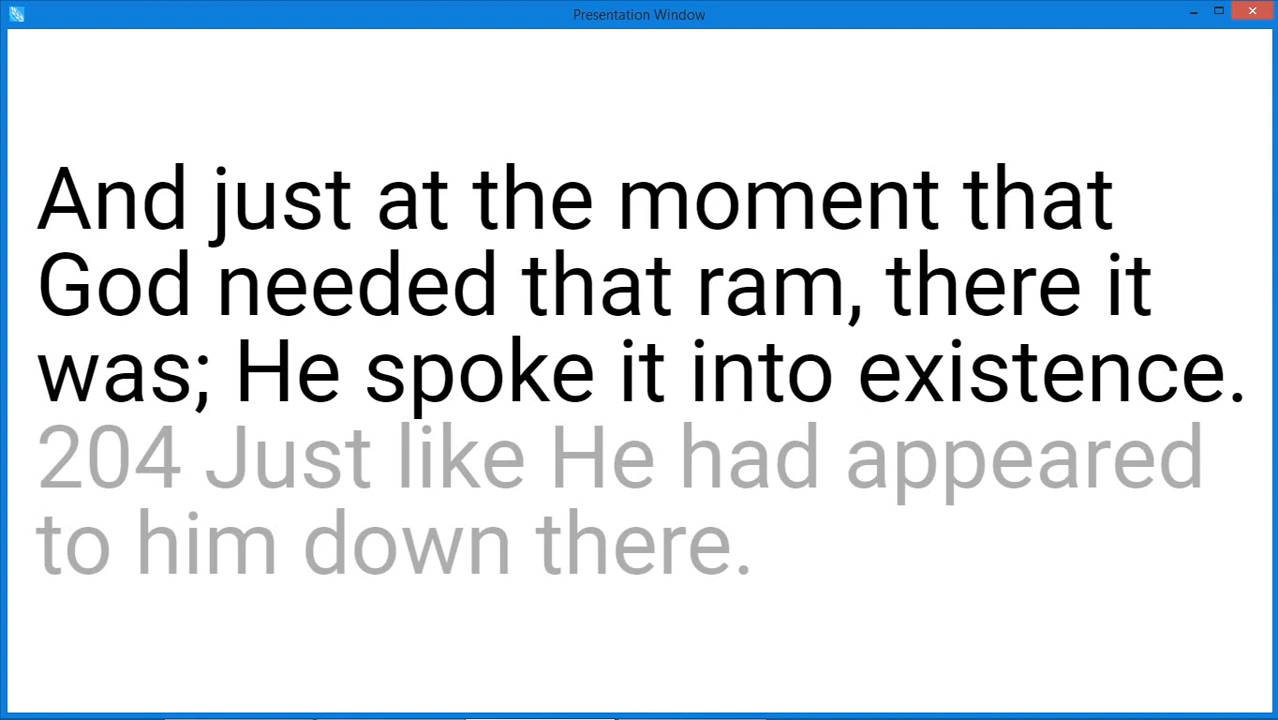 Presentation Window
And just at the moment that
God needed that ram, there it
was; He spoke it into existence.
204 Just like He had appeared
to him down there.